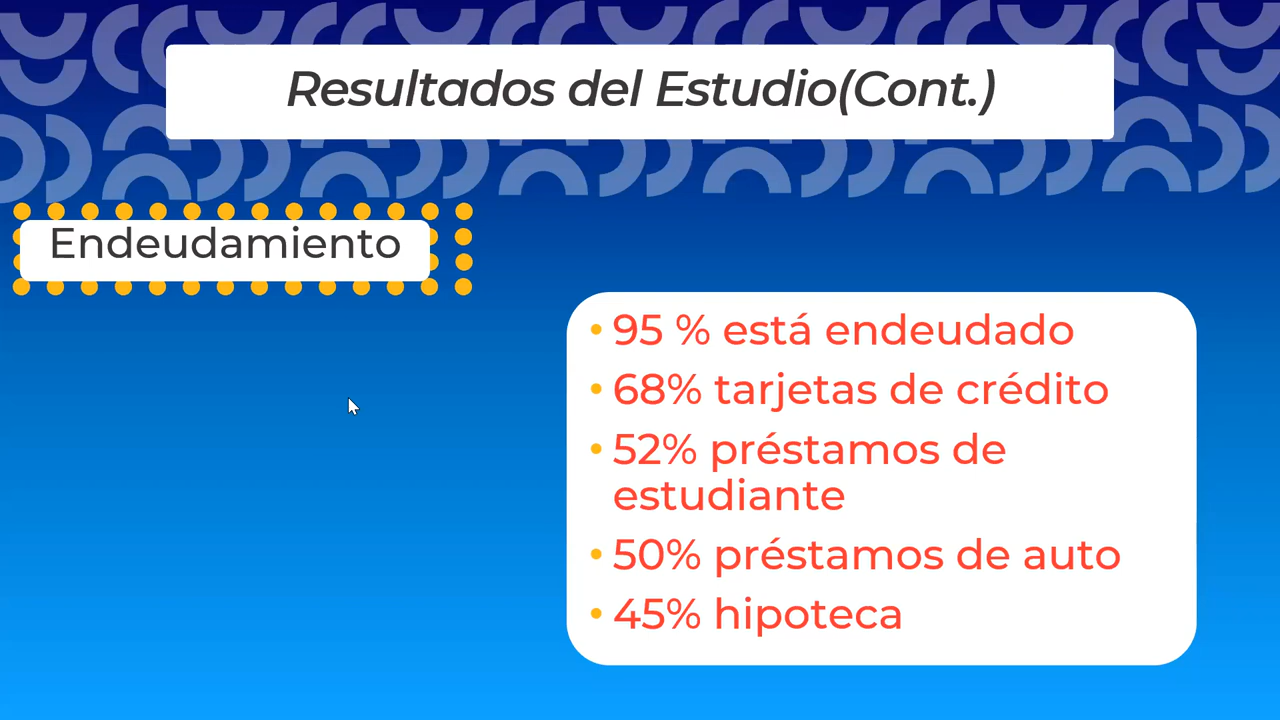 Resultados del Estudio(Cont.)
Endeudamiento
• 95 % está endeudado
• 68% tarjetas de crédito
• 52% préstamos de
estudiante
• 50% préstamos de auto
• 45% hipoteca